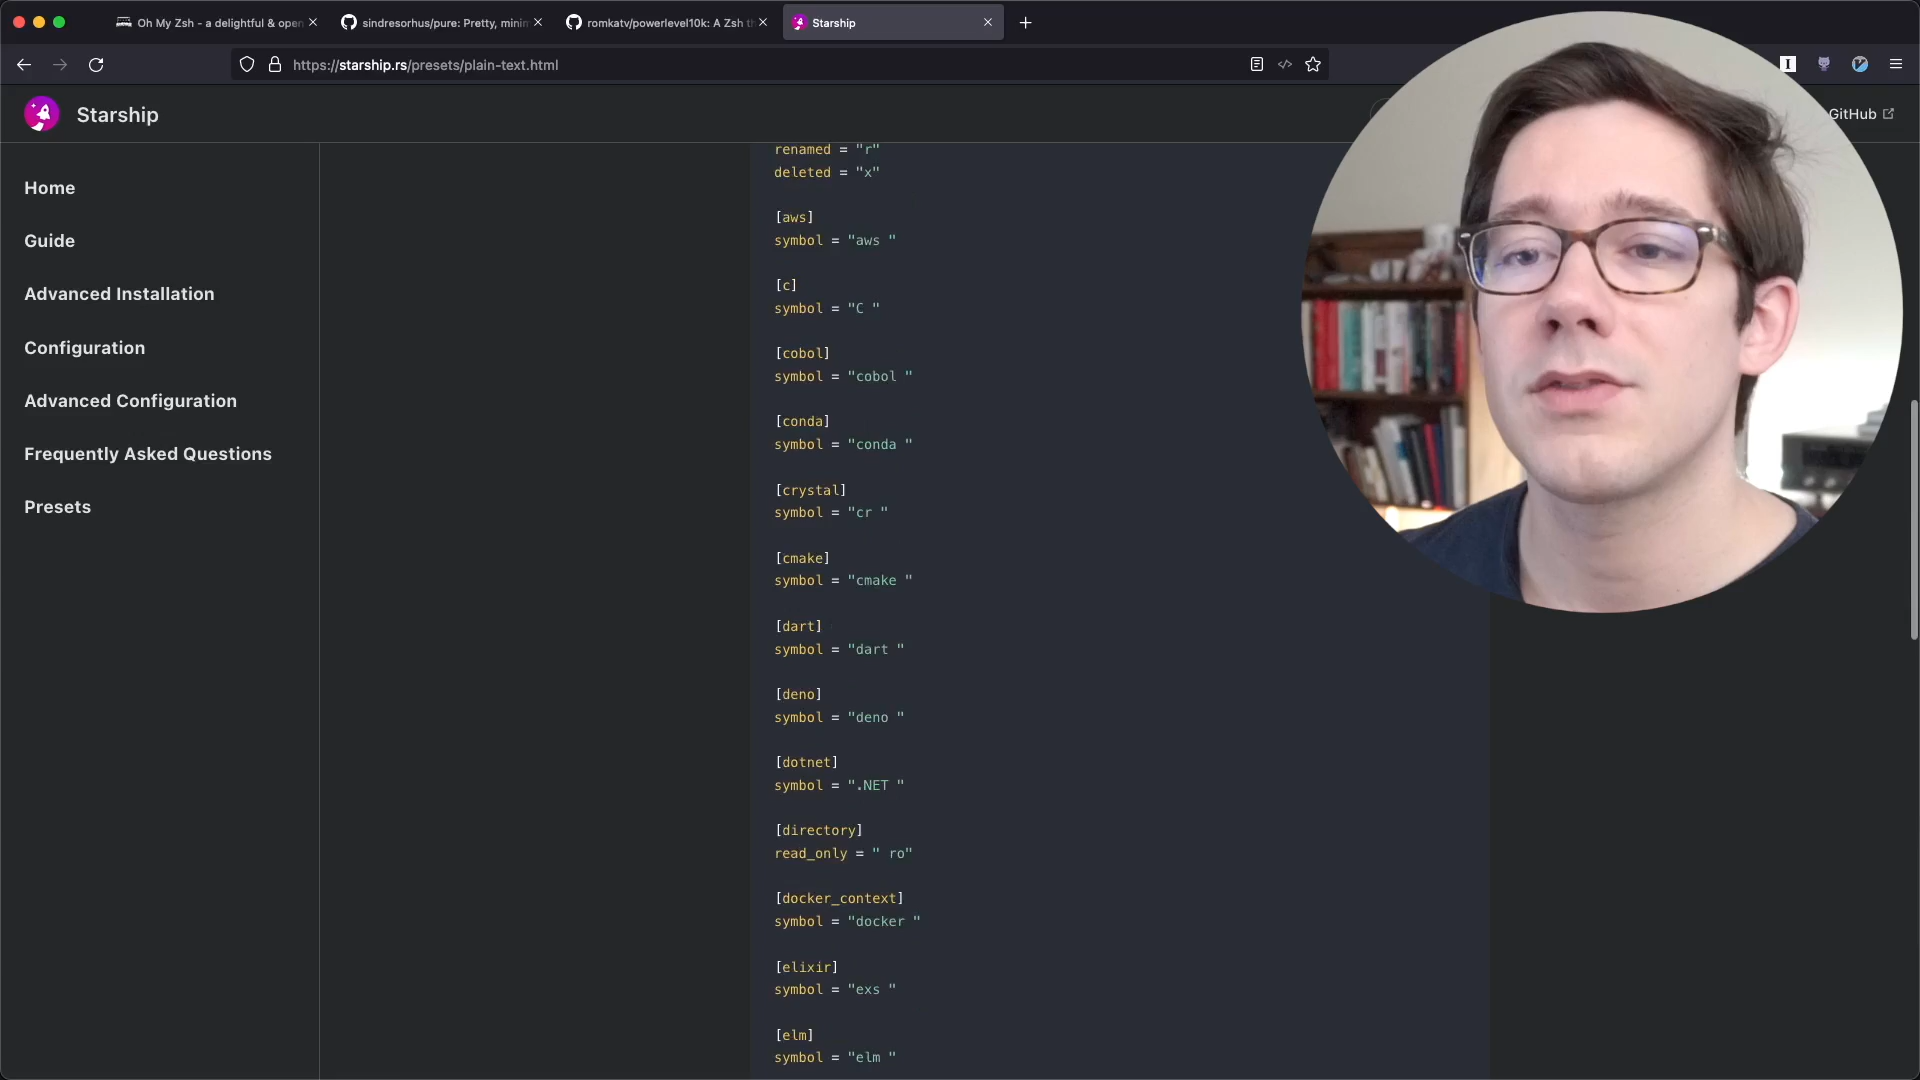 Oh My Zsh - a delightful & open
sindresorhus/pure: Pretty, minim
romkatv/powerlevel10k: A Zsh th
Starship
https://starship.rs/presets/plain-text.html
Starship
GitHub
Home
Guide
Advanced Installation
Configuration
Advanced Configuration
Frequently Asked Questions
Presets
renamed = "r"
deleted = "x"
[aws]
symbol = "aws "
[c]
symbol = "C "
[cobol]
symbol = "cobol "
[conda]
symbol = "conda "
[crystal]
symbol = "cr "
[cmake]
symbol = "cmake "
[dart]
symbol = "dart "
[deno]
symbol = "deno "
[dotnet]
symbol = ".NET "
[directory]
read_only = " ro"
[docker_context]
symbol = "docker "
[elixir]
symbol = "exs "
[elm]
symbol = "elm "